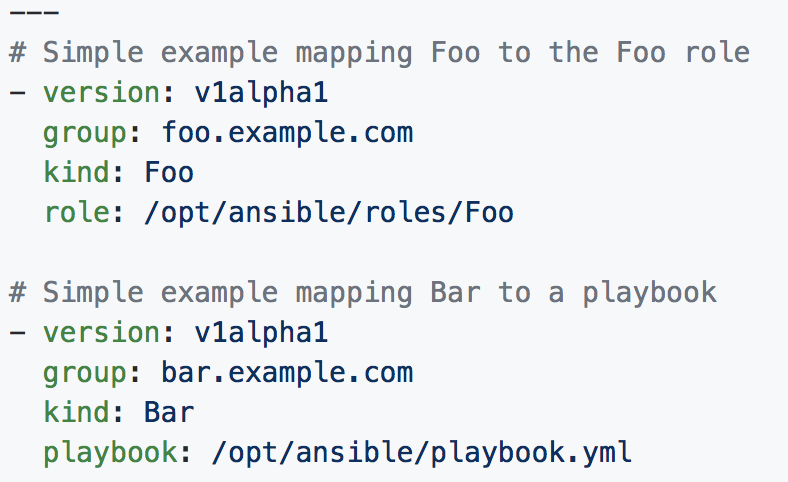 ---
# Simple example mapping Foo to the Foo role
- version: v1alpha1
  group: foo.example.com
  kind: Foo
  role: /opt/ansible/roles/Foo

# Simple example mapping Bar to a playbook
- version: v1alpha1
  group: bar.example.com
  kind: Bar
  playbook: /opt/ansible/playbook.yml